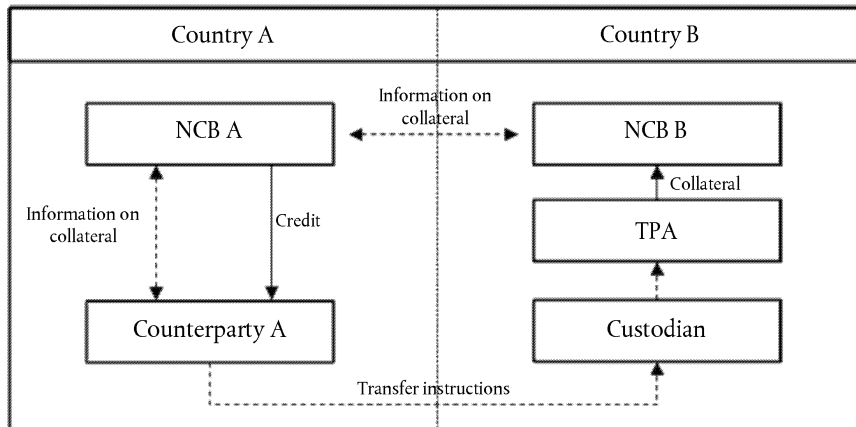 Country A
Country B
Information on
collateral
NCB A
NCB B
Information on
collateral
Credit
Collateral
TPA
Counterparty A
Custodian
Transfer instructions